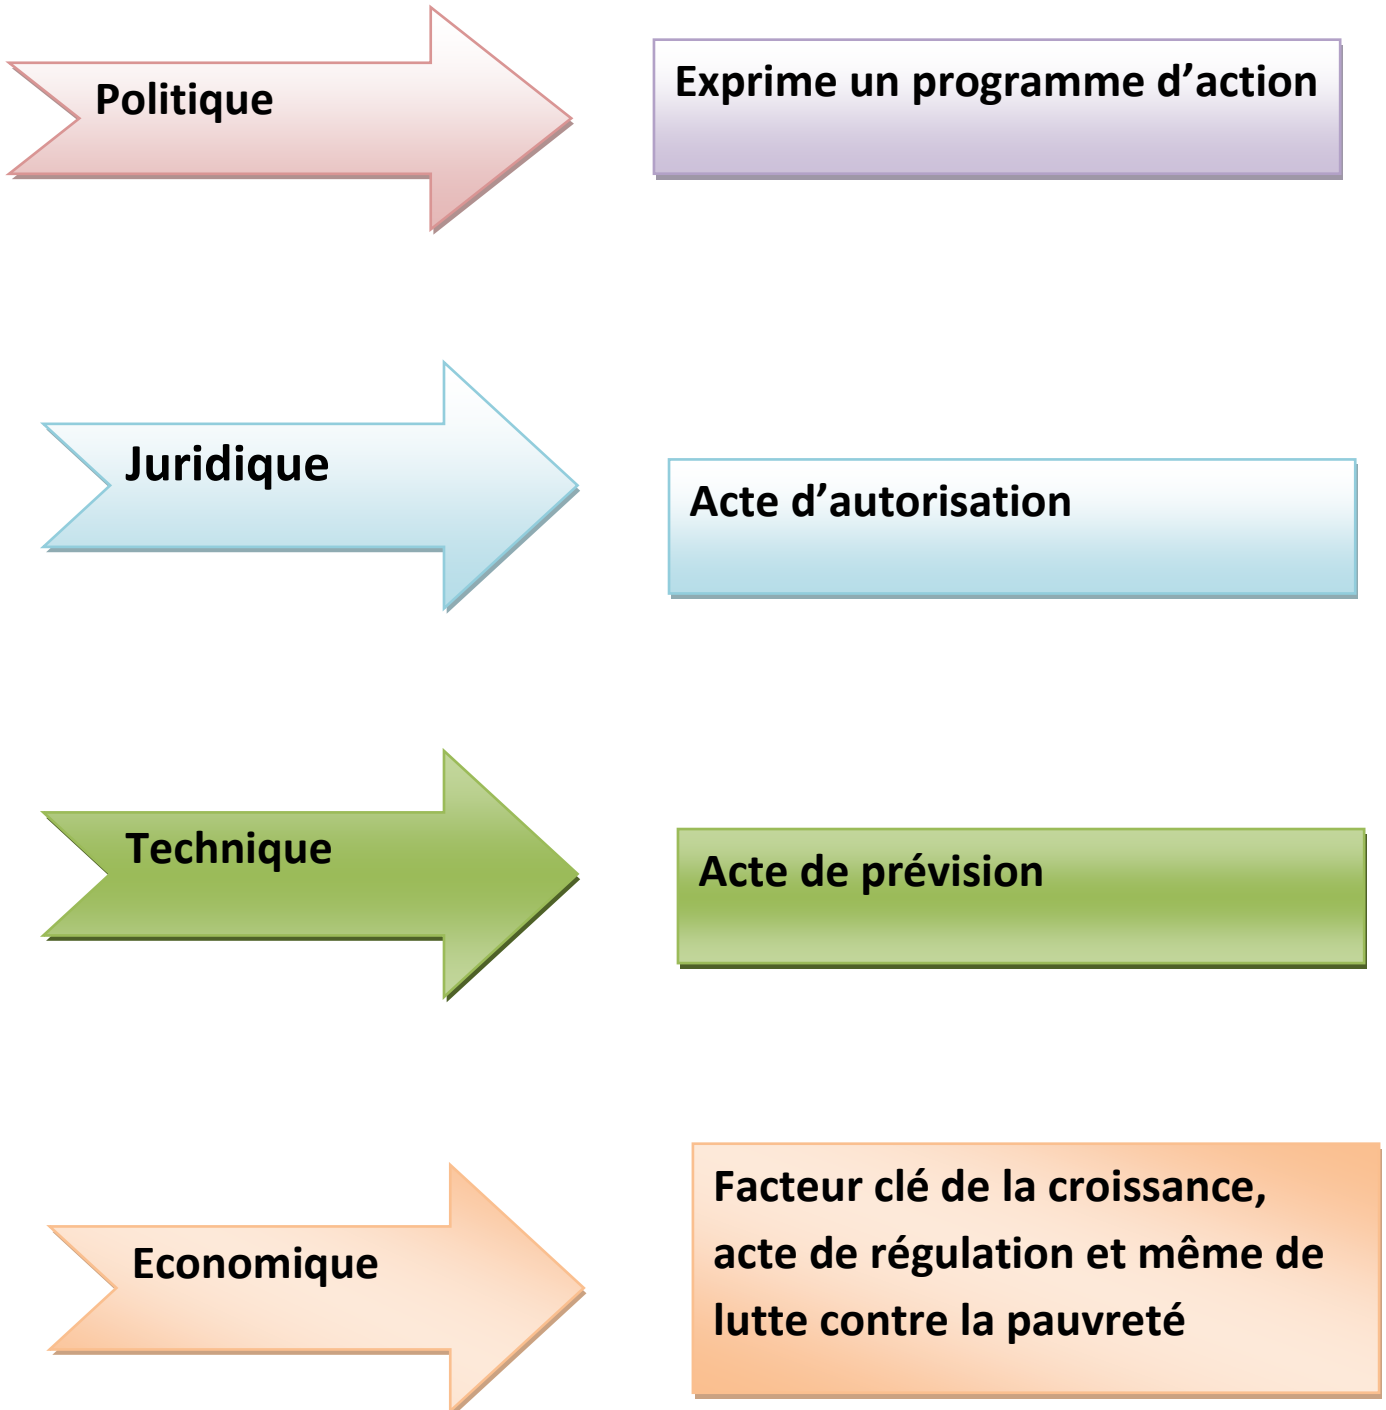 Politique
Exprime un programme d’action
Juridique
Acte d’autorisation
Technique
Acte de prévision
Economique
Facteur clé de la croissance,
acte de régulation et même de
lutte contre la pauvreté